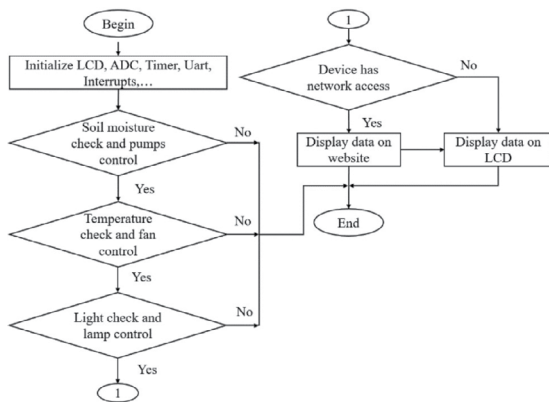 Begin
Initialize LCD, ADC, Timer, Uart,
Interrupts,…
Soil moisture
check and pumps
control
No
Yes
Temperature
check and fan
control
No
Yes
Light check and
lamp control
No
Yes
1
1
Device has
network access
No
Yes
Display data on
website
Display data on
LCD
End